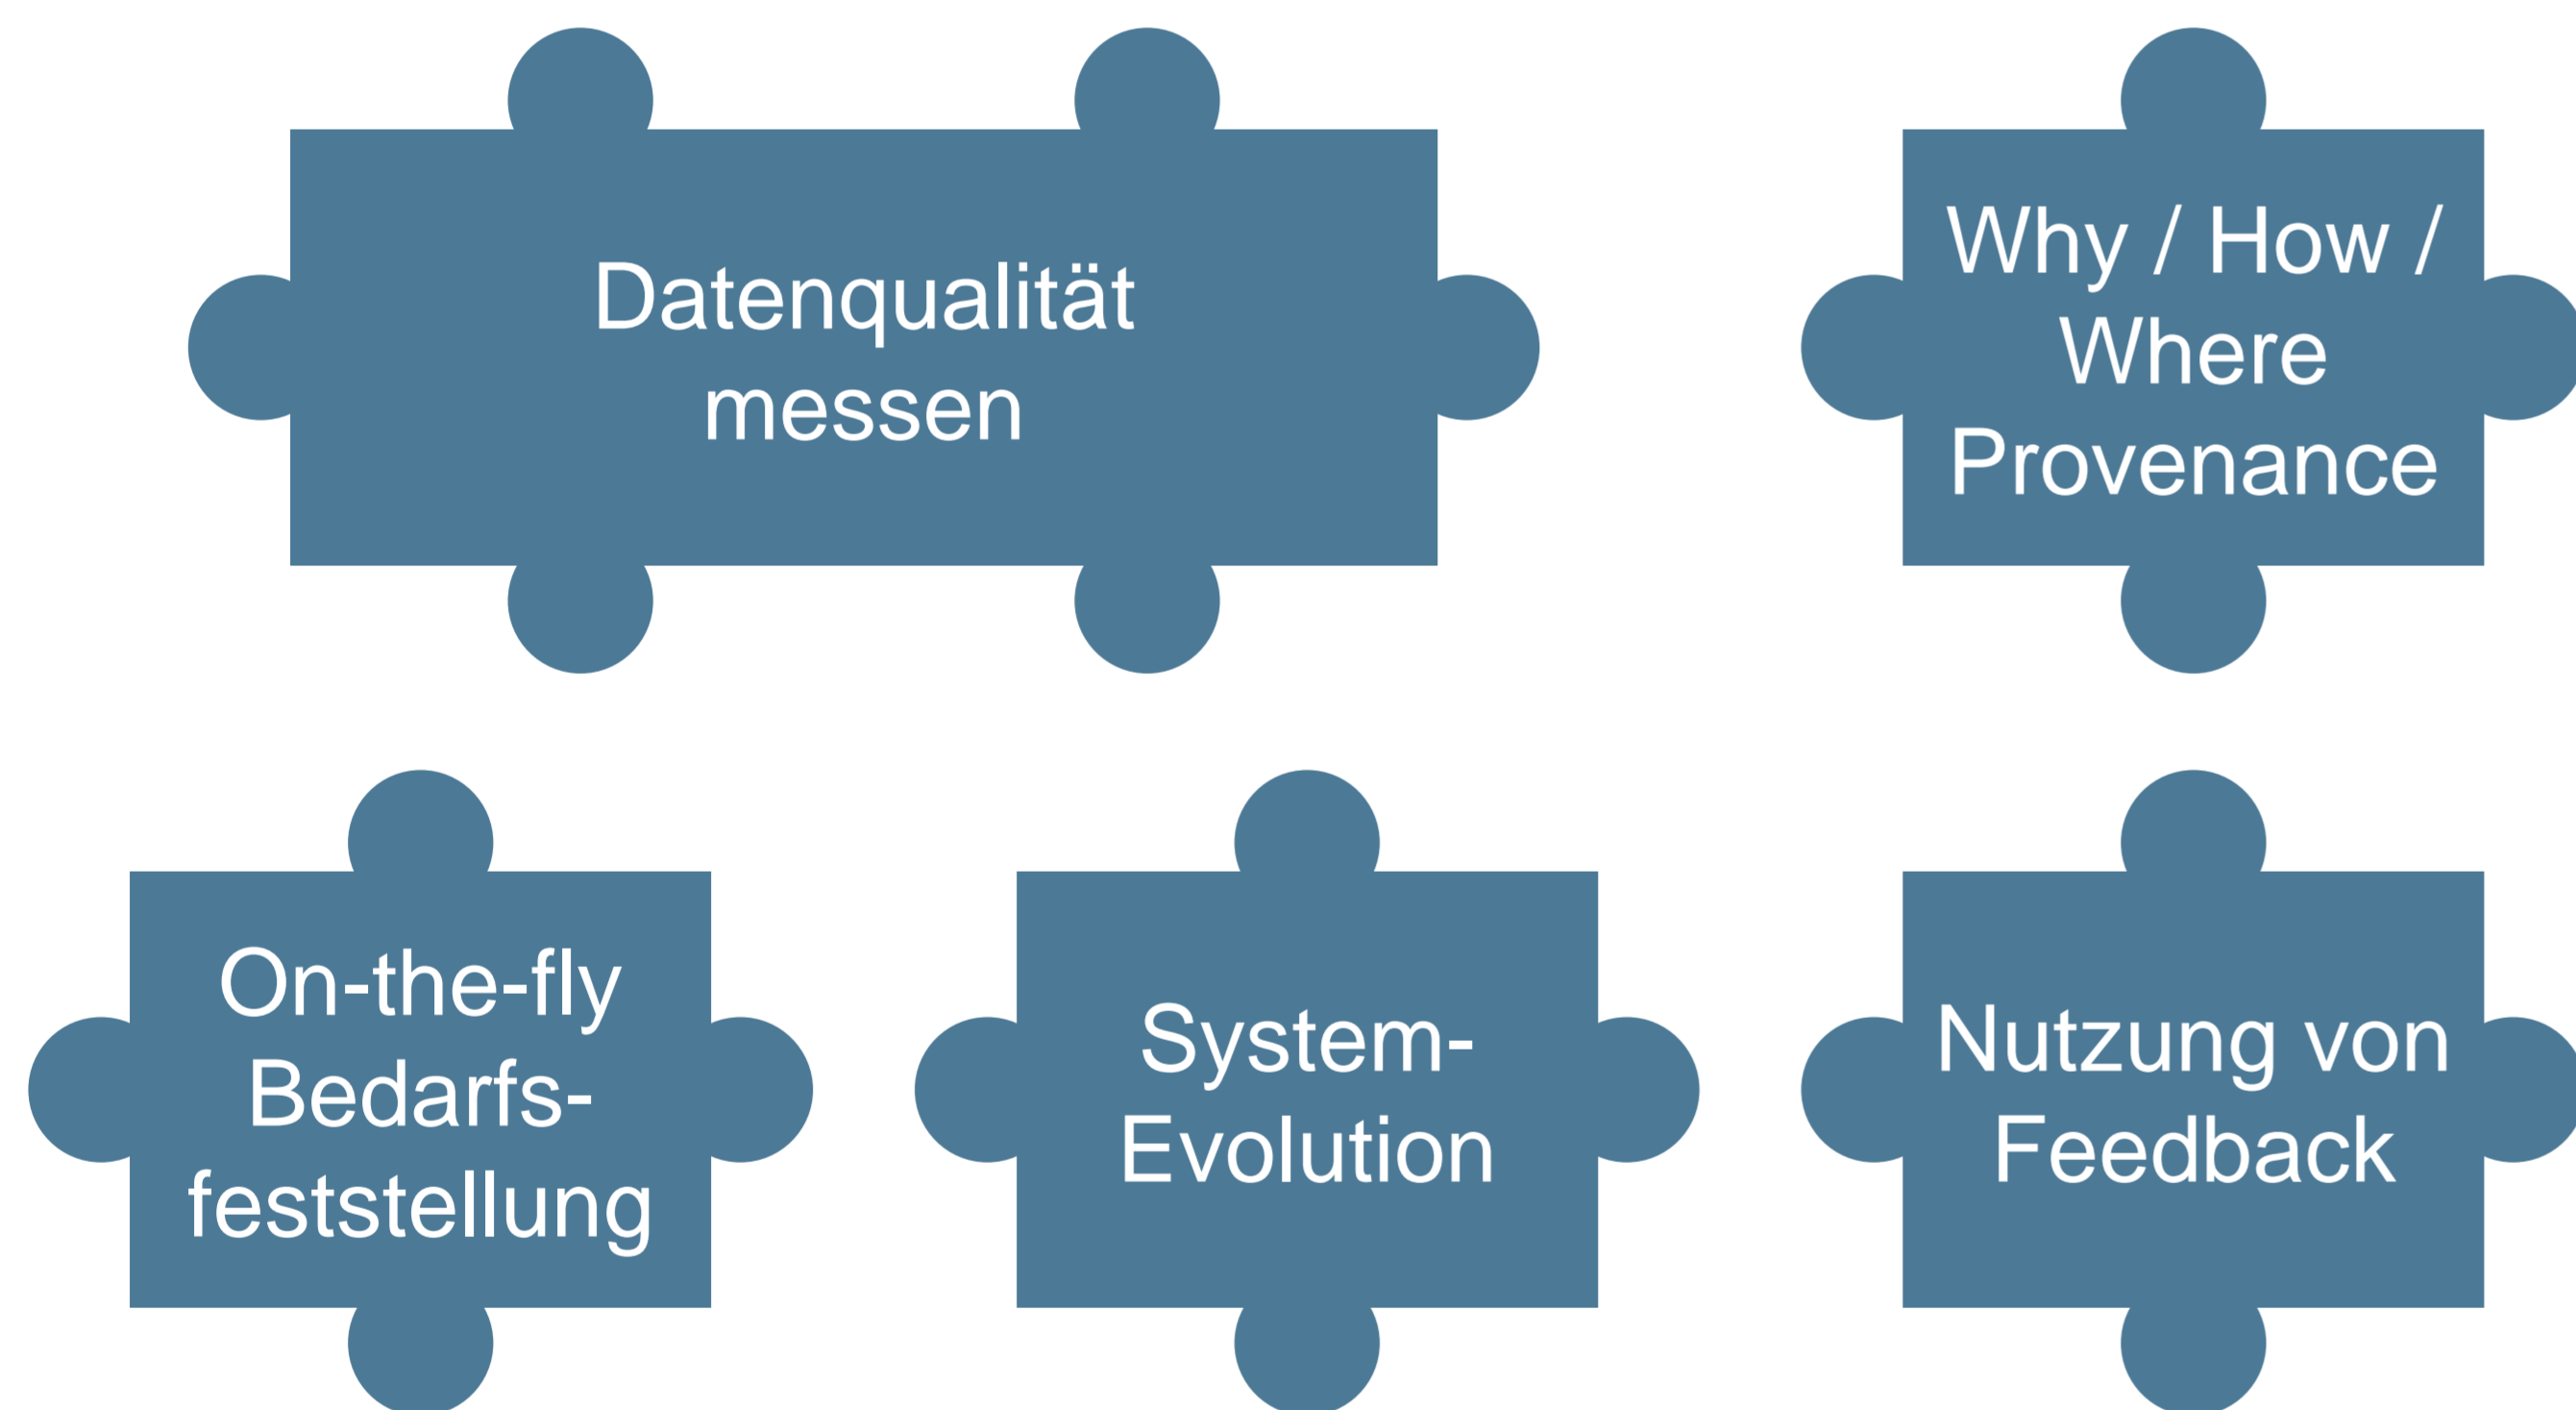 Datenqualität
messen
Why / How /
Where
Provenance
On-the-fly
Bedarfs-
feststellung
System-
Evolution
Nutzung von
Feedback